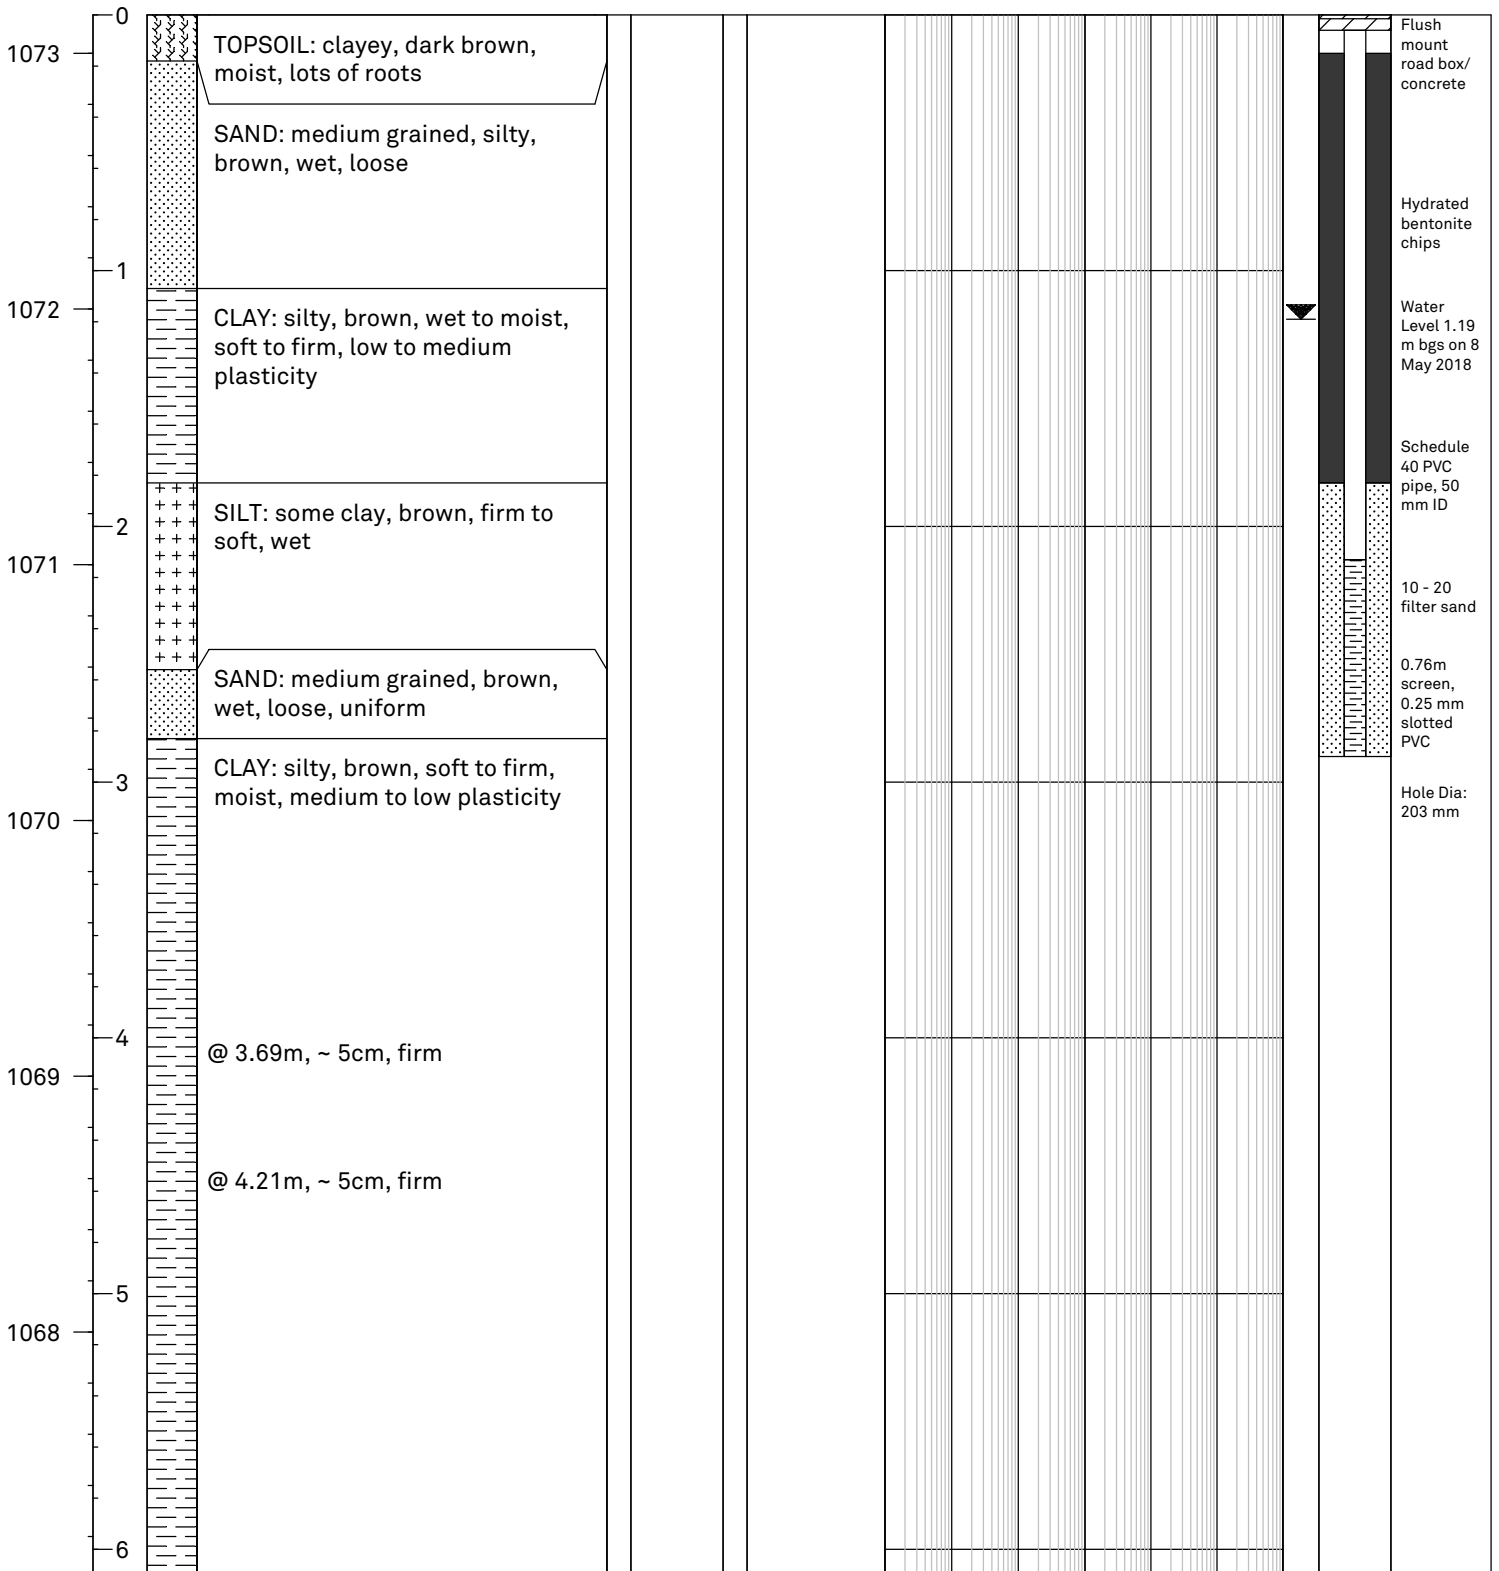 0
1073
TOPSOIL: clayey, dark brown,
moist, lots of roots
SAND: medium grained, silty,
brown, wet, loose
1
1072
CLAY: silty, brown, wet to moist,
soft to firm, low to medium
plasticity
SILT: some clay, brown, firm to
soft, wet
2
1071
SAND: medium grained, brown,
wet, loose, uniform
CLAY: silty, brown, soft to firm,
moist, medium to low plasticity
3
1070
4
@ 3.69m, ~ 5cm, firm
1069
@ 4.21m, ~ 5cm, firm
5
1068
6
Flush
mount
road box/
concrete
Hydrated
bentonite
chips
Water
Level 1.19
m bgs on 8
May 2018
Schedule
40 PVC
pipe, 50
mm ID
10 - 20
filter sand
0.76m
screen,
0.25 mm
slotted
PVC
Hole Dia:
203 mm